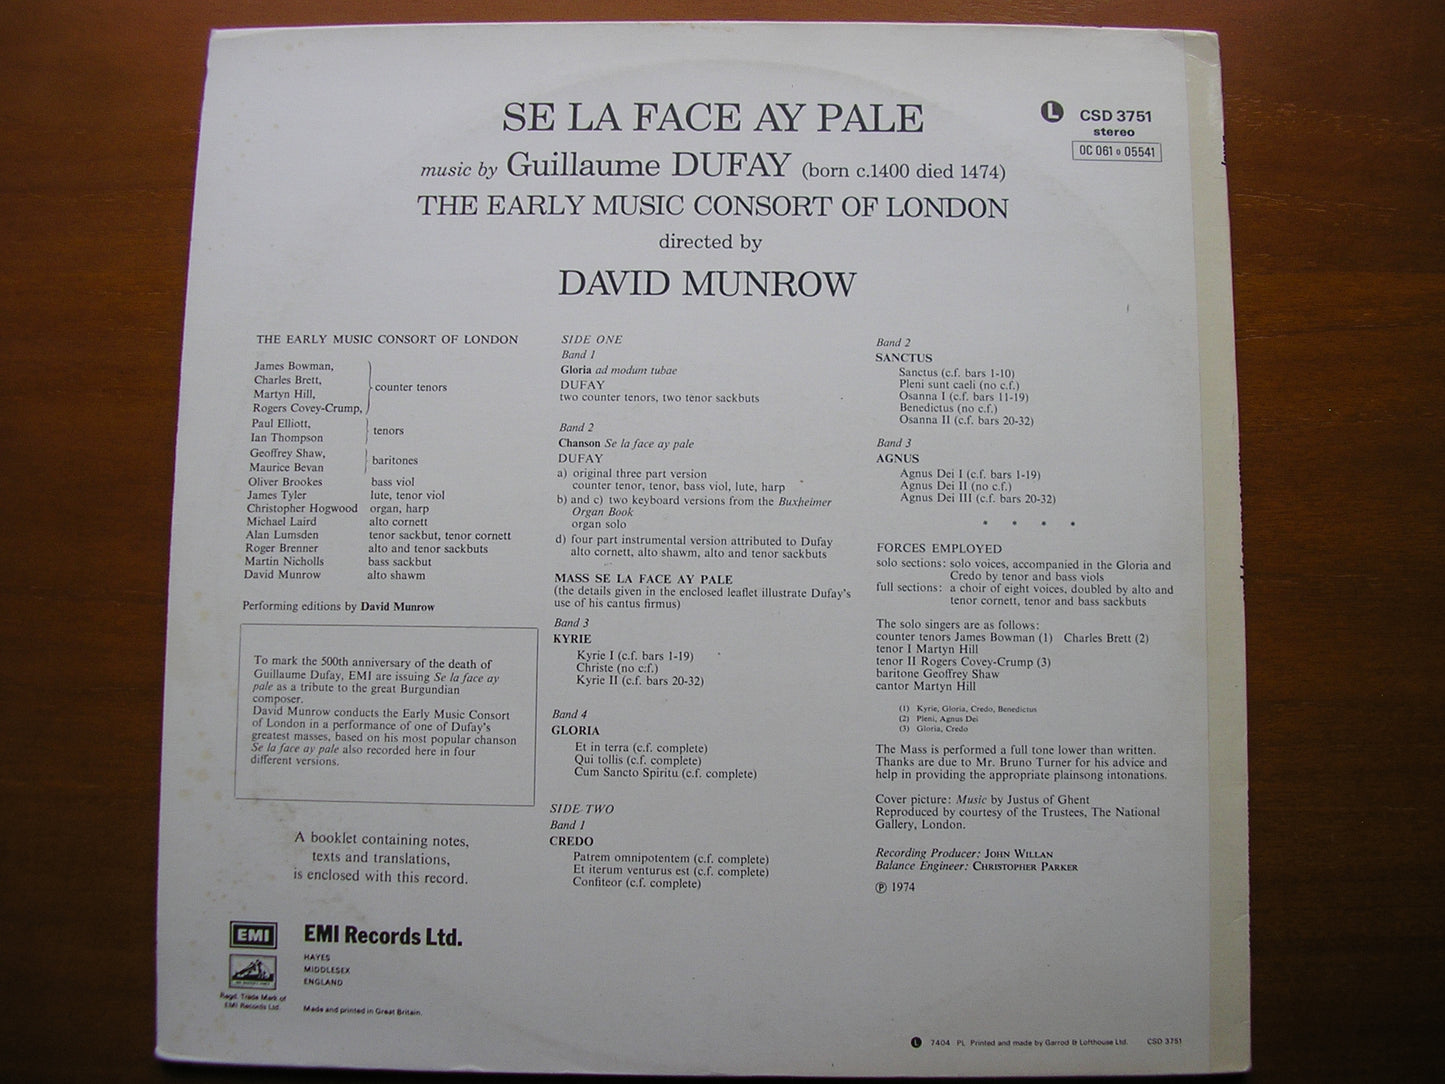 SE LA FACE AY PALE
music by Guillaume DUFAY (born c.1400 died 1474)
THE EARLY MUSIC CONSORT OF LONDON
directed by
DAVID MUNROW
L CSD 3751
stereo
OC 061 o 05541
THE EARLY MUSIC CONSORT OF LONDON
James Bowman,
Charles Brett,
Martyn Hill,
Rogers Covey-Crump,
counter tenors
Paul Elliott,
Ian Thompson
tenors
Geoffrey Shaw,
Maurice Bevan
baritones
Oliver Brookes bass viol
James Tyler lute, tenor viol
Christopher Hogwood organ, harp
Michael Laird alto cornett
Alan Lumsden tenor sackbut, tenor cornett
Roger Brenner alto and tenor sackbuts
Martin Nicholls bass sackbut
David Munrow alto shawm
Performing editions by David Munrow
To mark the 500th anniversary of the death of
Guillaume Dufay, EMI are issuing Se la face ay
pale as a tribute to the great Burgundian
composer.
David Munrow conducts the Early Music Consort
of London in a performance of one of Dufay's
greatest masses, based on his most popular chanson
Se la face ay pale also recorded here in four
different versions.
A booklet containing notes,
texts and translations,
is enclosed with this record.
EMI
EMI Records Ltd.
HAYES
MIDDLESEX
ENGLAND
Regd. Trade Mark of
EMI Records Ltd.
Made and printed in Great Britain.
SIDE ONE
Band 1
Gloria ad modum tubae
DUFAY
two counter tenors, two tenor sackbuts
Band 2
Chanson Se la face ay pale
DUFAY
a) original three part version
counter tenor, tenor, bass viol, lute, harp
b) and c) two keyboard versions from the Buxheimer
Organ Book
organ solo
d) four part instrumental version attributed to Dufay
alto cornett, alto shawm, alto and tenor sackbuts
MASS SE LA FACE AY PALE
(the details given in the enclosed leaflet illustrate Dufay's
use of his cantus firmus)
Band 3
KYRIE
Kyrie I (c.f. bars 1-19)
Christe (no c.f.)
Kyrie II (c.f. bars 20-32)
Band 4
GLORIA
Et in terra (c.f. complete)
Qui tollis (c.f. complete)
Cum Sancto Spiritu (c.f. complete)
SIDE TWO
Band 1
CREDO
Patrem omnipotentem (c.f. complete)
Et iterum venturus est (c.f. complete)
Confiteor (c.f. complete)
Band 2
SANCTUS
Sanctus (c.f. bars 1-10)
Pleni sunt caeli (no c.f.)
Osanna I (c.f. bars 11-19)
Benedictus (no c.f.)
Osanna II (c.f. bars 20-32)
Band 3
AGNUS
Agnus Dei I (c.f. bars 1-19)
Agnus Dei II (no c.f.)
Agnus Dei III (c.f. bars 20-32)
* * * *
FORCES EMPLOYED
solo sections: solo voices, accompanied in the Gloria and
Credo by tenor and bass viols
full sections: a choir of eight voices, doubled by alto and
tenor cornett, tenor and bass sackbuts
The solo singers are as follows:
counter tenors James Bowman (1) Charles Brett (2)
tenor I Martyn Hill
tenor II Rogers Covey-Crump (3)
baritone Geoffrey Shaw
cantor Martyn Hill
(1) Kyrie, Gloria, Credo, Benedictus
(2) Pleni, Agnus Dei
(3) Gloria, Credo
The Mass is performed a full tone lower than written.
Thanks are due to Mr. Bruno Turner for his advice and
help in providing the appropriate plainsong intonations.
Cover picture: Music by Justus of Ghent
Reproduced by courtesy of the Trustees, The National
Gallery, London.
Recording Producer: JOHN WILLAN
Balance Engineer: CHRISTOPHER PARKER
℗ 1974
L 7404 PL Printed and made by Garrod & Lofthouse Ltd. CSD 3751